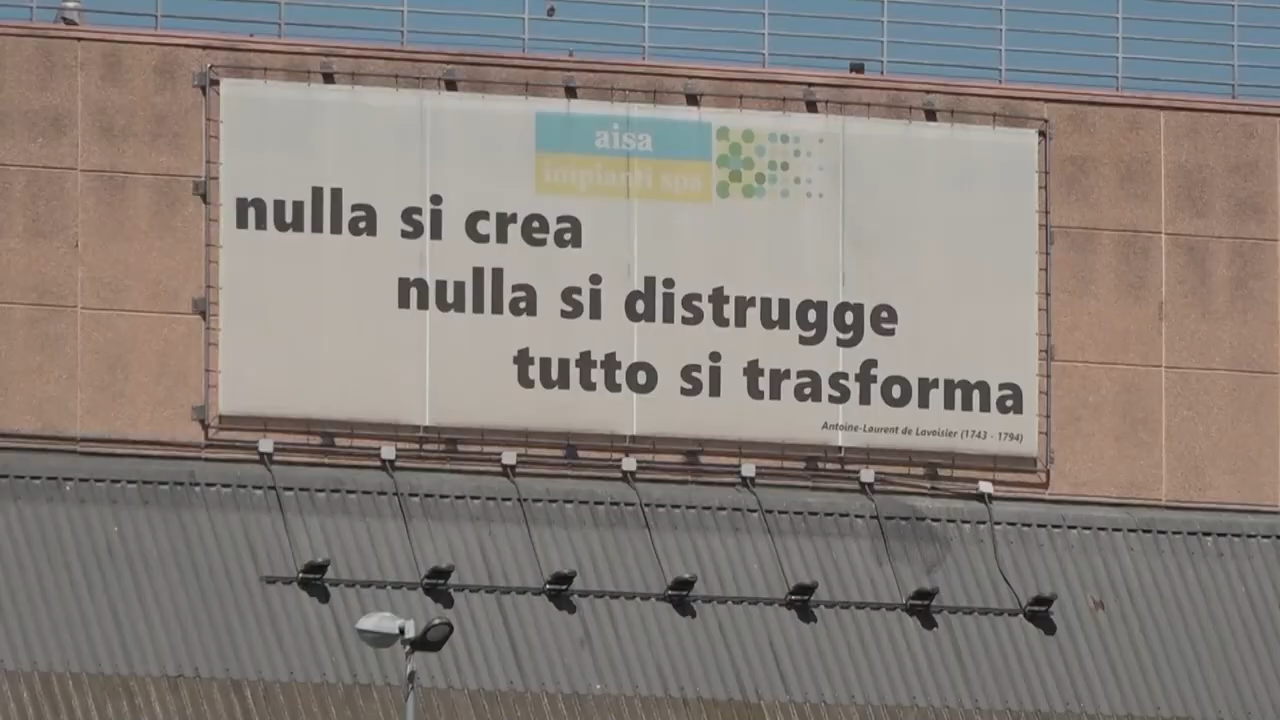 aisa
impianti spa
nulla si crea
nulla si distrugge
tutto si trasforma
Antoine-Laurent de Lavoisier (1743 - 1794)